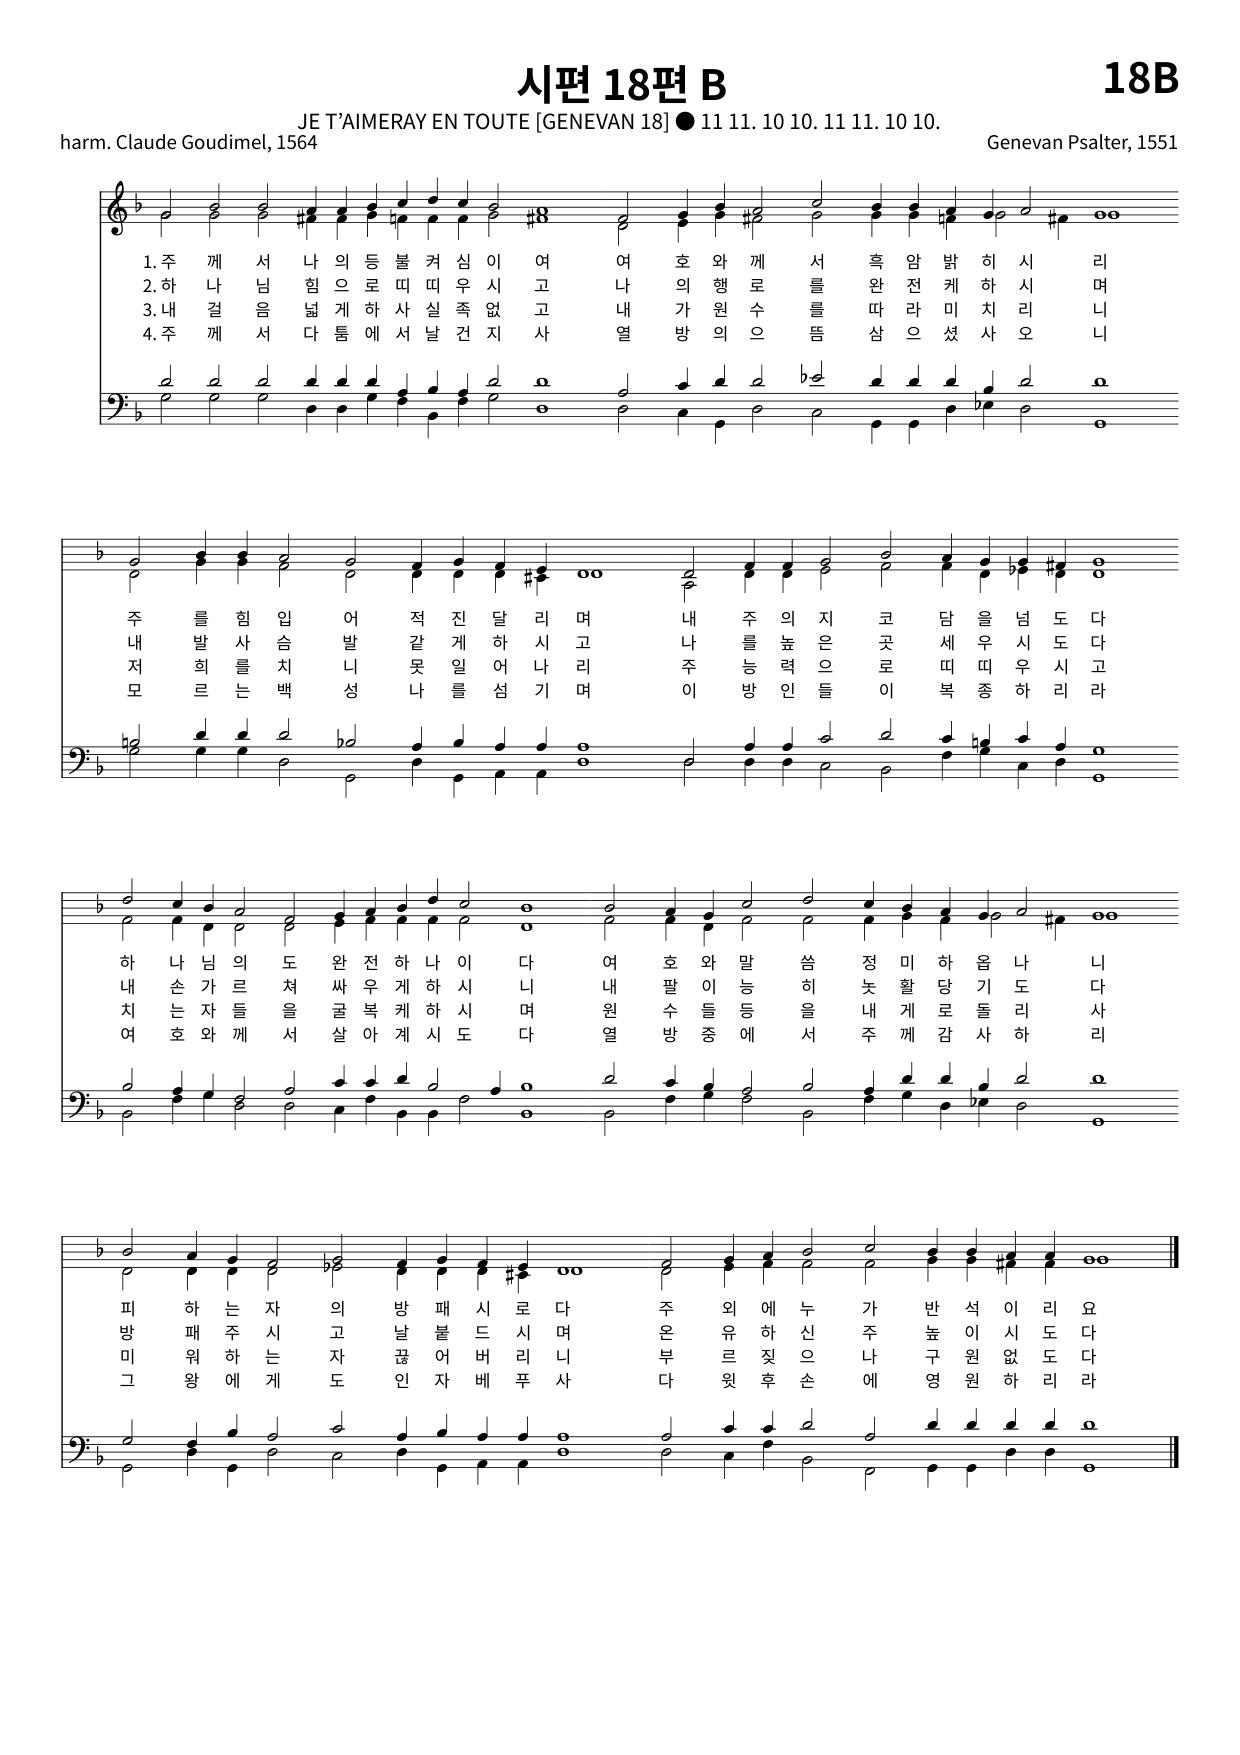 시편 18편 B
18B
JE T’AIMERAY EN TOUTE [GENEVAN 18] ● 11 11. 10 10. 11 11. 10 10.
harm. Claude Goudimel, 1564
Genevan Psalter, 1551
1. 주 께 서 나 의 등 불 켜 심 이 여 여 호 와 께 서 흑 암 밝 히 시 리
2. 하 나 님 힘 으 로 띠 띠 우 시 고 나 의 행 로 를 완 전 케 하 시 며
3. 내 걸 음 넓 게 하 사 실 족 없 고 내 가 원 수 를 따 라 미 치 리 니
4. 주 께 서 다 툼 에 서 날 건 지 사 열 방 의 으 뜸 삼 으 셨 사 오 니
주 를 힘 입 어 적 진 달 리 며 내 주 의 지 코 담 을 넘 도 다
내 발 사 슴 발 같 게 하 시 고 나 를 높 은 곳 세 우 시 도 다
저 희 를 치 니 못 일 어 나 리 주 능 력 으 로 띠 띠 우 시 고
모 르 는 백 성 나 를 섬 기 며 이 방 인 들 이 복 종 하 리 라
하 나 님 의 도 완 전 하 나 이 다 여 호 와 말 씀 정 미 하 옵 나 니
내 손 가 르 쳐 싸 우 게 하 시 니 내 팔 이 능 히 놋 활 당 기 도 다
치 는 자 들 을 굴 복 케 하 시 며 원 수 들 등 을 내 게 로 돌 리 사
여 호 와 께 서 살 아 계 시 도 다 열 방 중 에 서 주 께 감 사 하 리
피 하 는 자 의 방 패 시 로 다 주 외 에 누 가 반 석 이 리 요
방 패 주 시 고 날 붙 드 시 며 온 유 하 신 주 높 이 시 도 다
미 워 하 는 자 끊 어 버 리 니 부 르 짖 으 나 구 원 없 도 다
그 왕 에 게 도 인 자 베 푸 사 다 윗 후 손 에 영 원 하 리 라